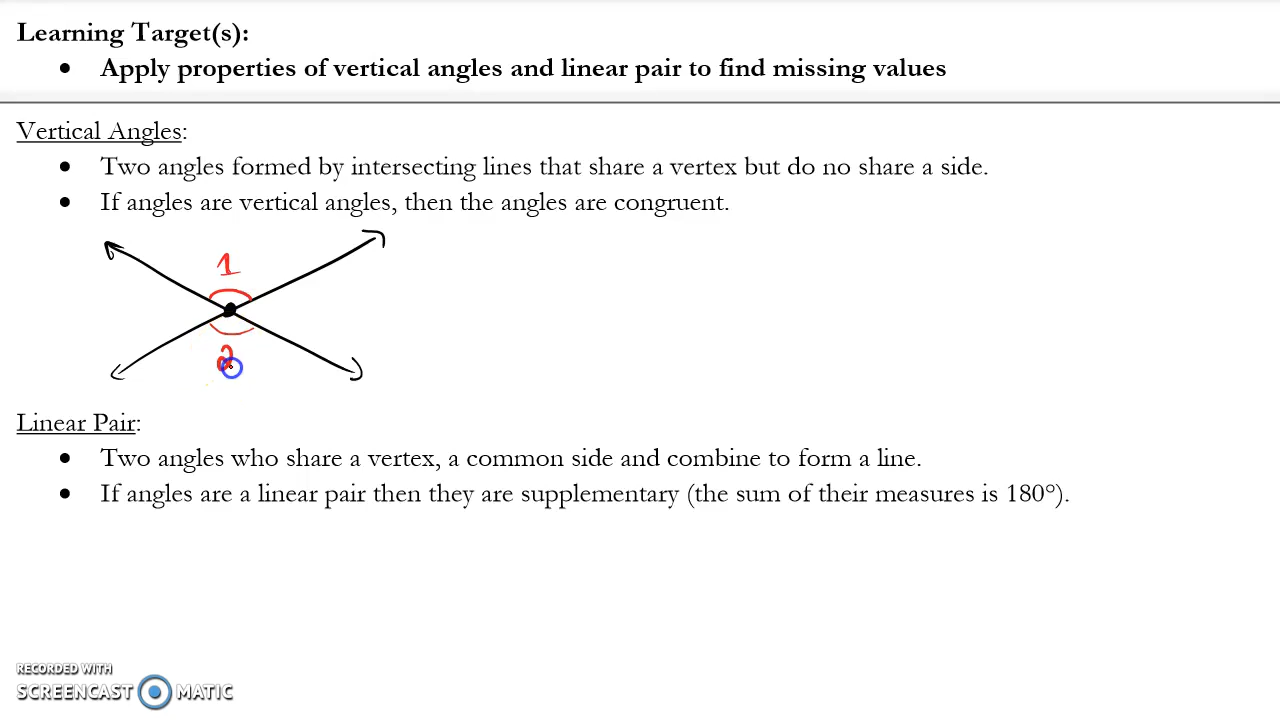 Learning Target(s):
• Apply properties of vertical angles and linear pair to find missing values
Vertical Angles:
• Two angles formed by intersecting lines that share a vertex but do no share a side.
• If angles are vertical angles, then the angles are congruent.
1
2
Linear Pair:
• Two angles who share a vertex, a common side and combine to form a line.
• If angles are a linear pair then they are supplementary (the sum of their measures is 180°).
RECORDED WITH
SCREENCAST MATIC